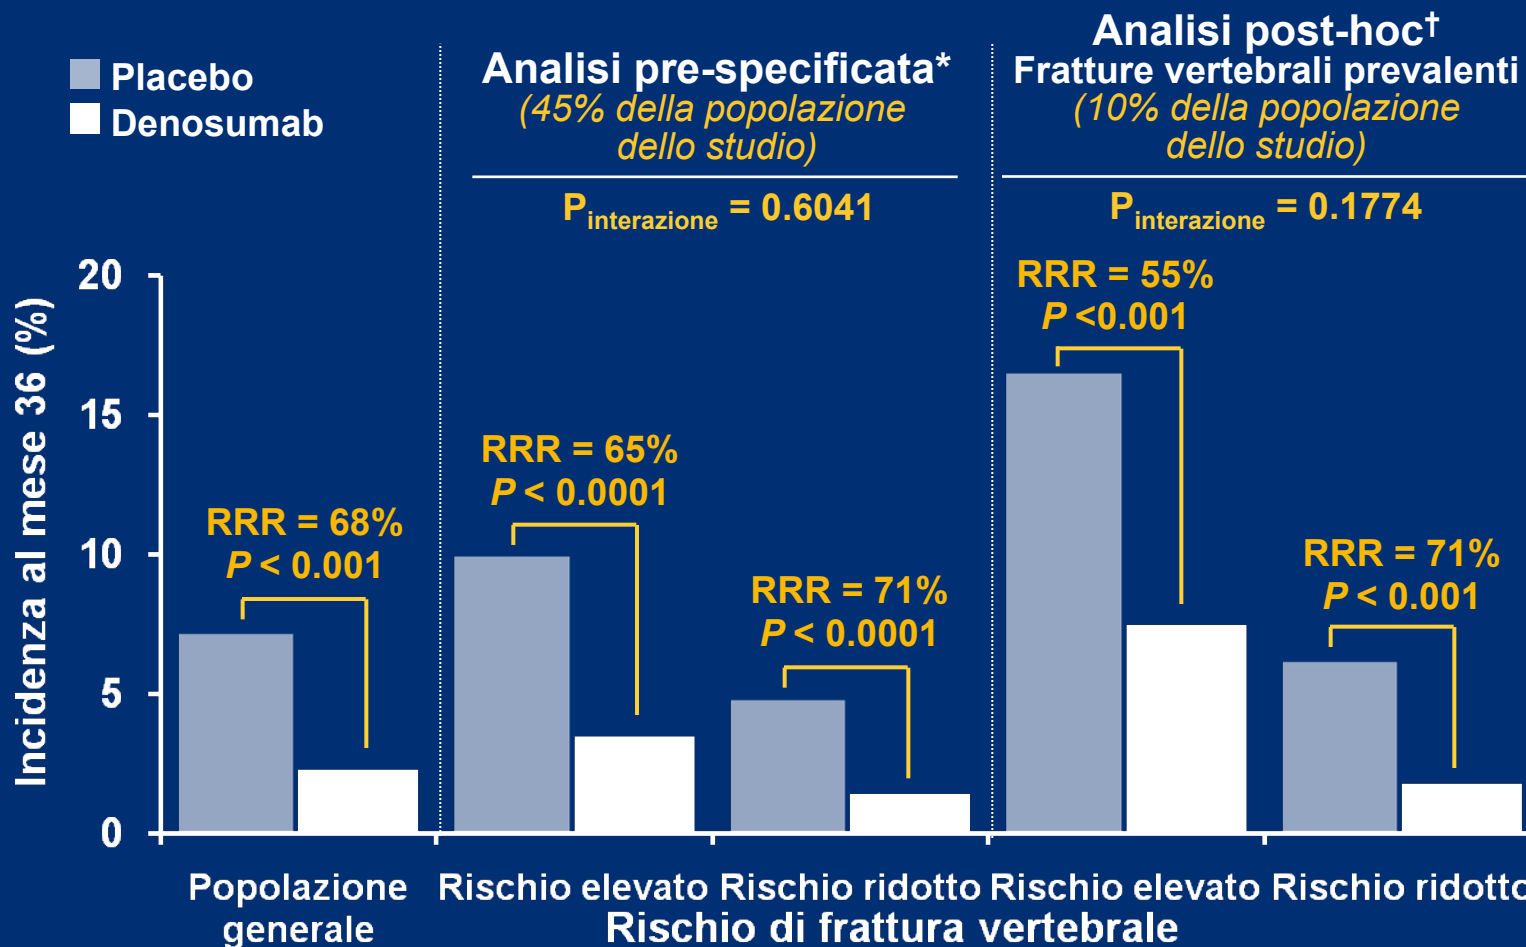 Placebo
Denosumab
Analisi pre-specificata*
(45% della popolazione
dello studio)
P interazione = 0.6041
Analisi post-hoc†
Fratture vertebrali prevalenti
(10% della popolazione
dello studio)
P interazione = 0.1774
Incidenza al mese 36 (%)
20
15
10
5
0
RRR = 68%
P < 0.001
RRR = 65%
P < 0.0001
RRR = 71%
P < 0.0001
RRR = 55%
P <0.001
RRR = 71%
P < 0.001
Popolazione
generale
Rischio elevato
Rischio ridotto
Rischio elevato
Rischio ridotto
Rischio di frattura vertebrale